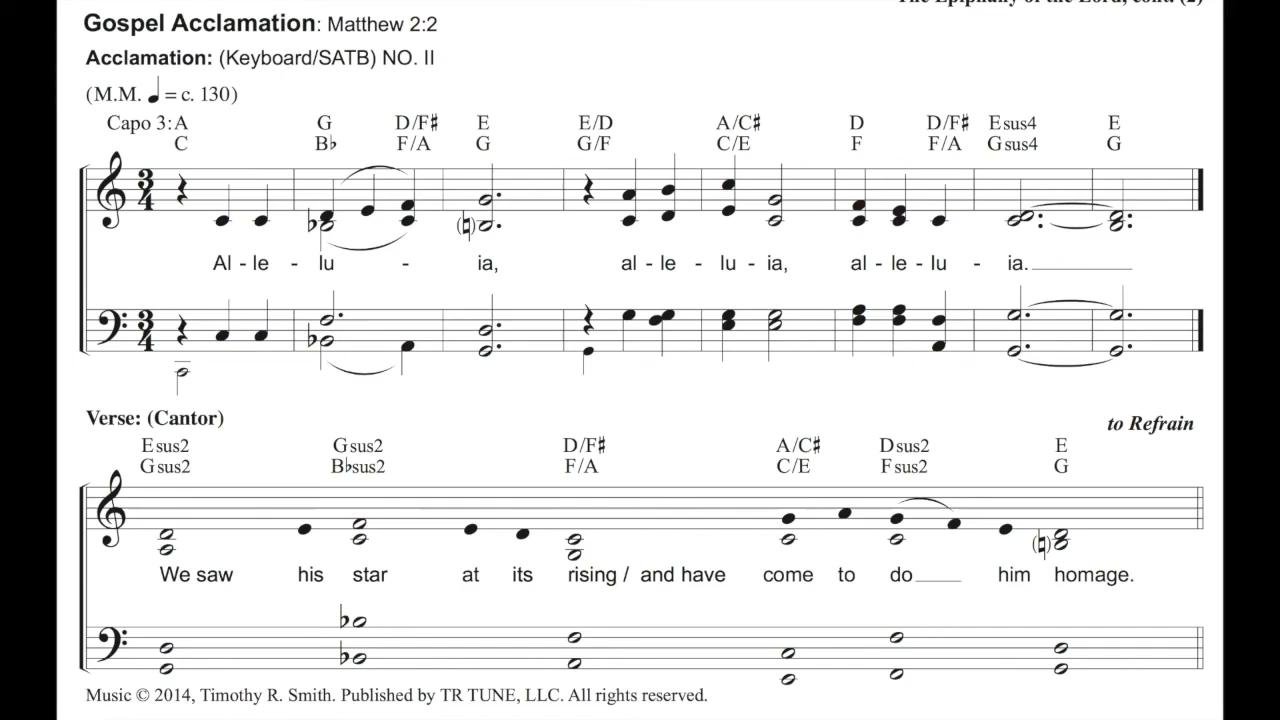 The Epiphany of the Lord, cont. (2)
Gospel Acclamation: Matthew 2:2
Acclamation: (Keyboard/SATB) NO. II
(M.M. ♩ = c. 130)
Capo 3: A G D/F♯ E E/D A/C♯ D D/F♯ Esus4 E
C B♭ F/A G G/F C/E F F/A Gsus4 G
Al - le - lu - ia, al - le - lu - ia, al - le - lu - ia.
Verse: (Cantor)
to Refrain
Esus2 Gsus2 D/F♯ A/C♯ Dsus2 E
Gsus2 B♭sus2 F/A C/E Fsus2 G
We saw his star at its rising / and have come to do him homage.
Music © 2014, Timothy R. Smith. Published by TR TUNE, LLC. All rights reserved.